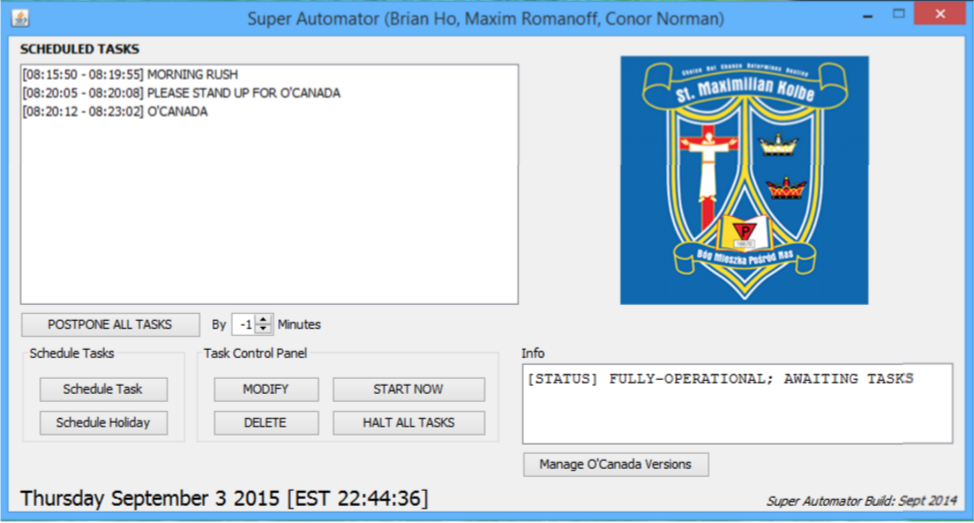 Super Automator (Brian Ho, Maxim Romanoff, Conor Norman)
SCHEDULED TASKS
[08:15:50 - 08:19:55] MORNING RUSH
[08:20:05 - 08:20:08] PLEASE STAND UP FOR O'CANADA
[08:20:12 - 08:23:02] O'CANADA
Choice Not Chance Determines Destiny
St. Maximilian Kolbe
P
16670
Bóg Mieszka Pośród Nas
POSTPONE ALL TASKS By -1 Minutes
Schedule Tasks
Schedule Task
Schedule Holiday
Task Control Panel
MODIFY START NOW
DELETE HALT ALL TASKS
Info
[STATUS] FULLY-OPERATIONAL; AWAITING TASKS
Manage O'Canada Versions
Thursday September 3 2015 [EST 22:44:36]
Super Automator Build: Sept 2014